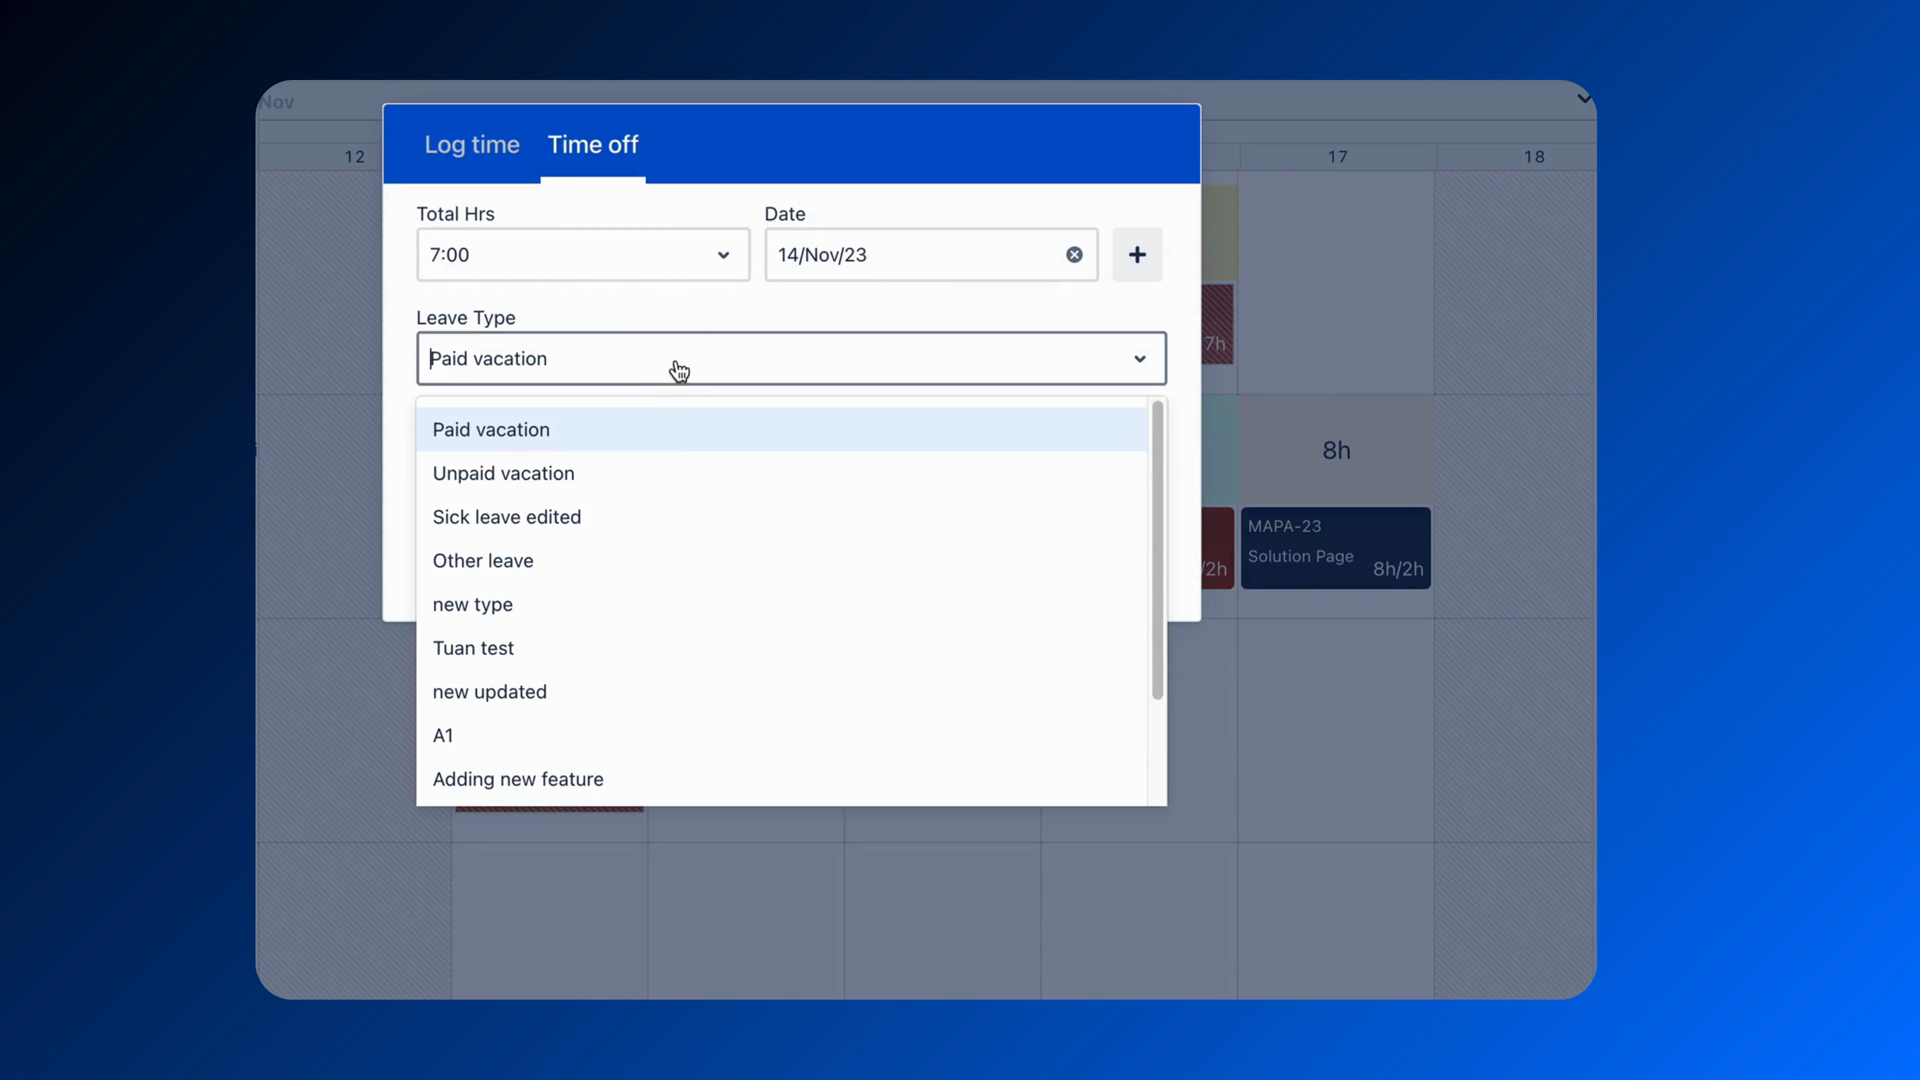 Nov
Log time Time off
12 17 18
Total Hrs Date
7:00 14/Nov/23
Leave Type
7h
Paid vacation
Paid vacation
8h
Unpaid vacation
Sick leave edited
MAPA-23
Solution Page
Other leave
/2h 8h/2h
new type
Tuan test
new updated
A1
Adding new feature